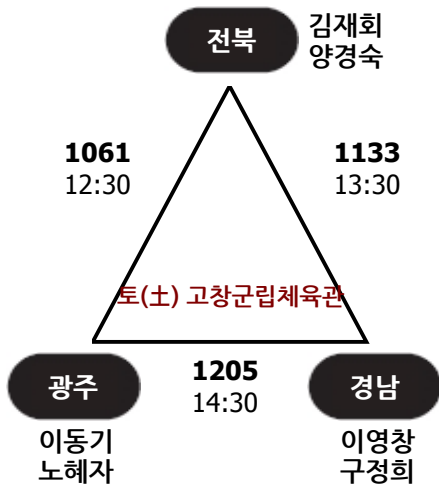 전북
김재회
양경숙
1061
12:30
1133
13:30
토(土) 고창군립체육관
광주
1205
14:30
경남
이동기
노혜자
이영창
구정희